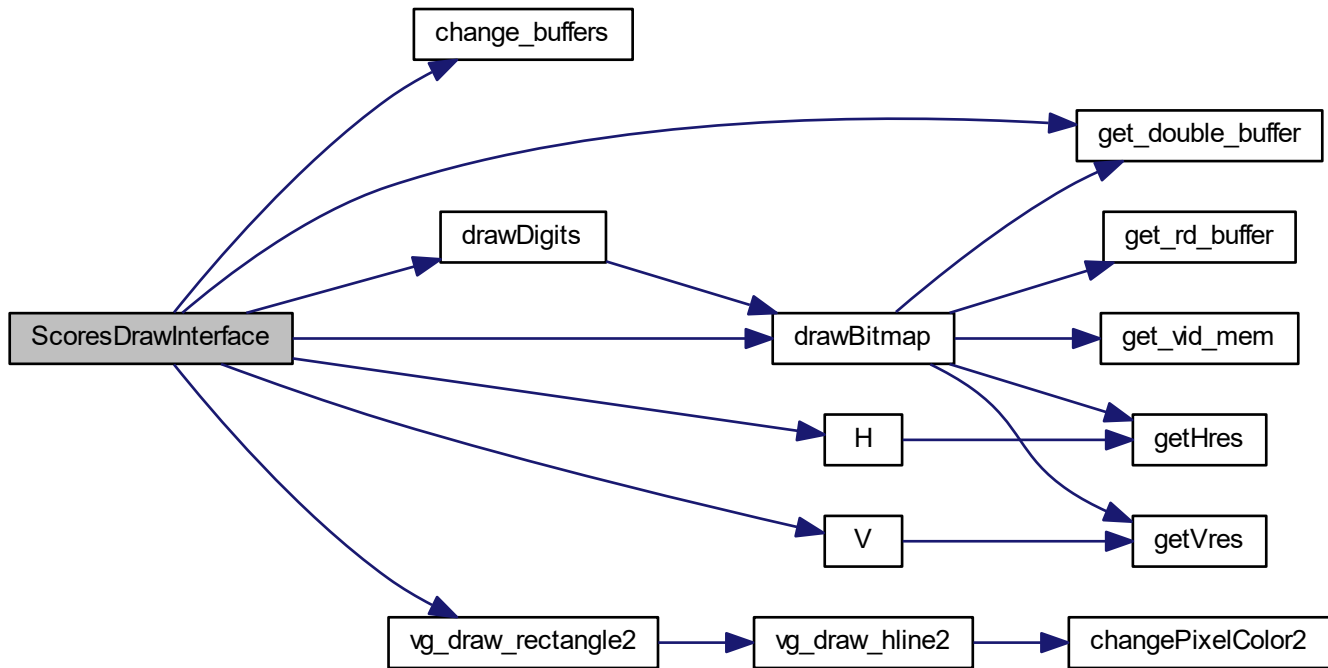 change_buffers
get_double_buffer
drawDigits
get_rd_buffer
ScoresDrawInterface
drawBitmap
get_vid_mem
H
getHres
V
getVres
vg_draw_rectangle2
vg_draw_hline2
changePixelColor2